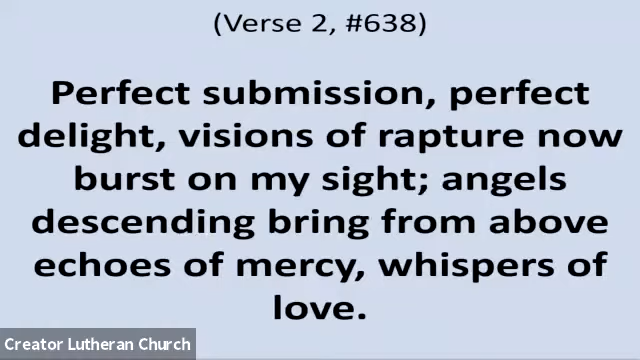 (Verse 2, #638)
Perfect submission, perfect
delight, visions of rapture now
burst on my sight; angels
descending bring from above
echoes of mercy, whispers of
love.
Creator Lutheran Church